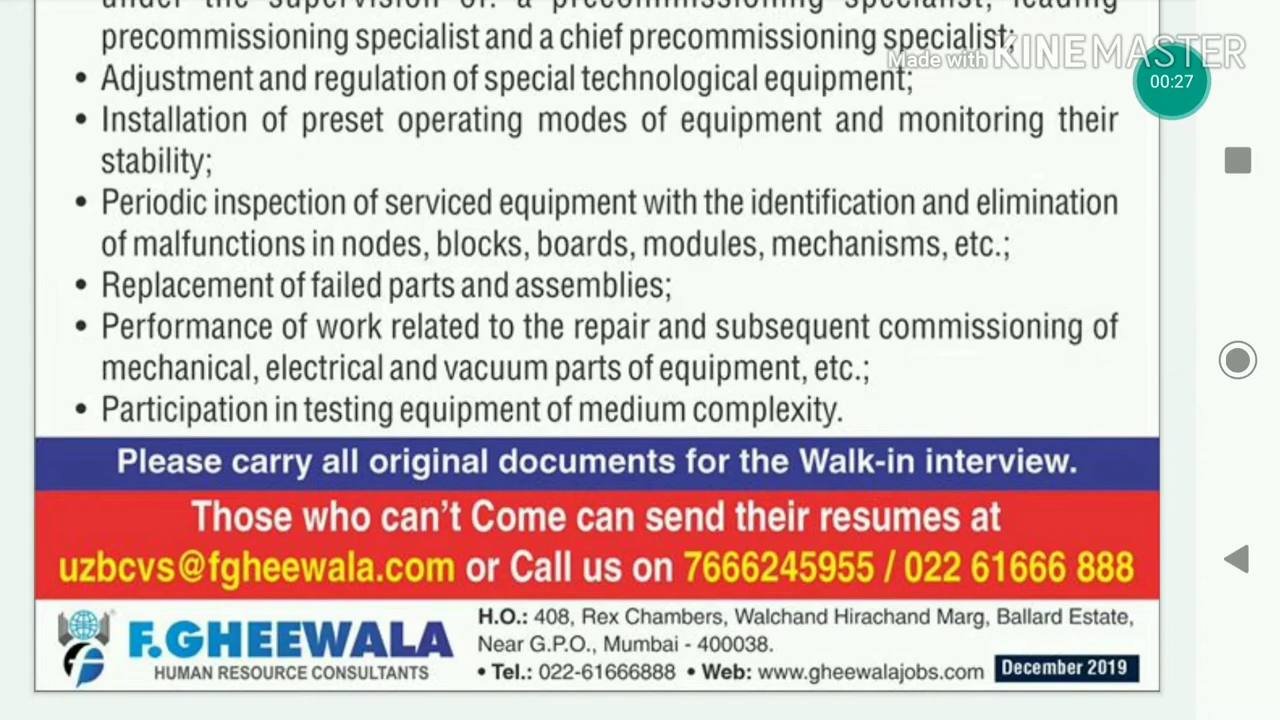 under the supervision of: a precommissioning specialist, leading
precommissioning specialist and a chief precommissioning specialist;
Made with KINEMASTER
00:27
• Adjustment and regulation of special technological equipment;
• Installation of preset operating modes of equipment and monitoring their
stability;
• Periodic inspection of serviced equipment with the identification and elimination
of malfunctions in nodes, blocks, boards, modules, mechanisms, etc.;
• Replacement of failed parts and assemblies;
• Performance of work related to the repair and subsequent commissioning of
mechanical, electrical and vacuum parts of equipment, etc.;
• Participation in testing equipment of medium complexity.
Please carry all original documents for the Walk-in interview.
Those who can't Come can send their resumes at
uzbcvs@fgheewala.com or Call us on 7666245955 / 022 61666 888
F.GHEEWALA
HUMAN RESOURCE CONSULTANTS
H.O.: 408, Rex Chambers, Walchand Hirachand Marg, Ballard Estate,
Near G.P.O., Mumbai - 400038.
• Tel.: 022-61666888 • Web: www.gheewalajobs.com December 2019